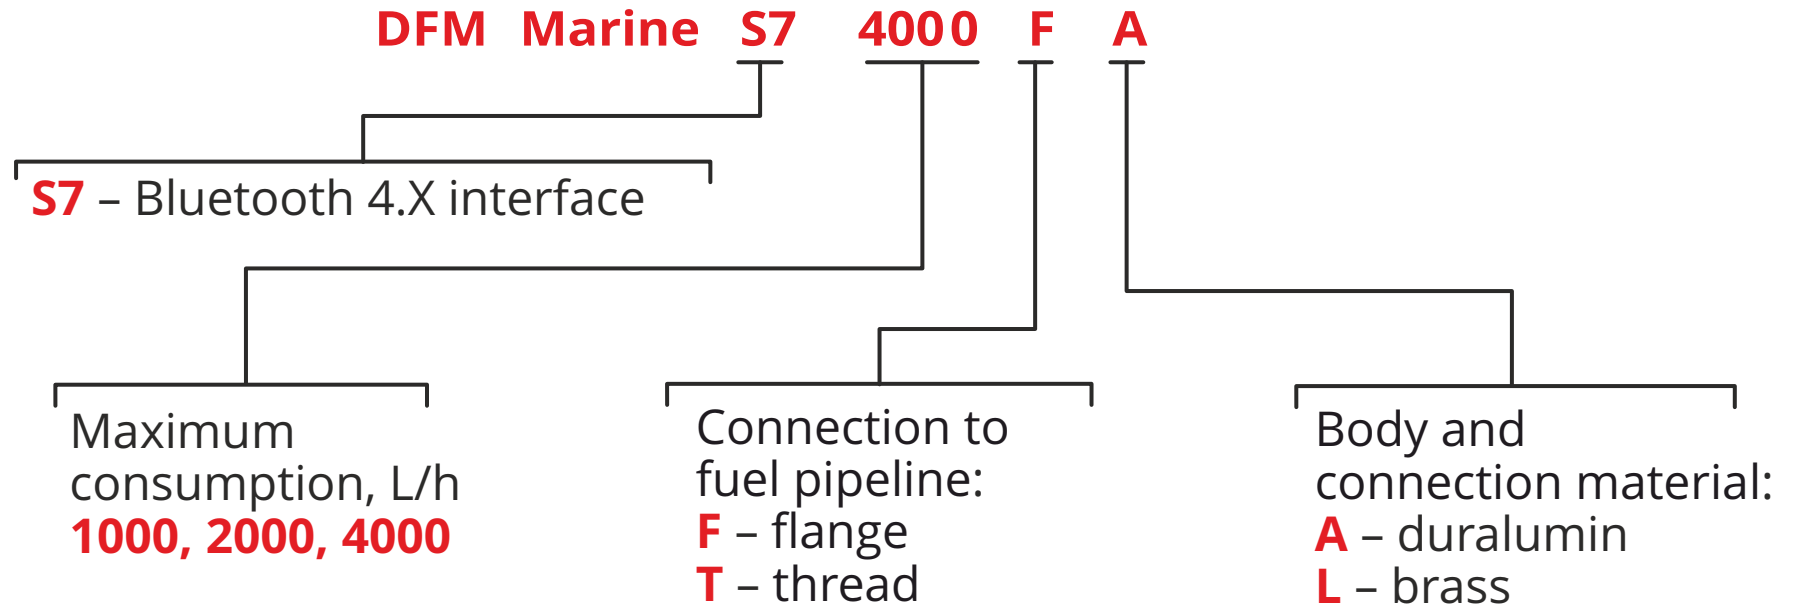 DFM Marine S7 4000 F A
S7 – Bluetooth 4.X interface
Maximum
consumption, L/h
1000, 2000, 4000
Connection to
fuel pipeline:
F – flange
T – thread
Body and
connection material:
A – duralumin
L – brass